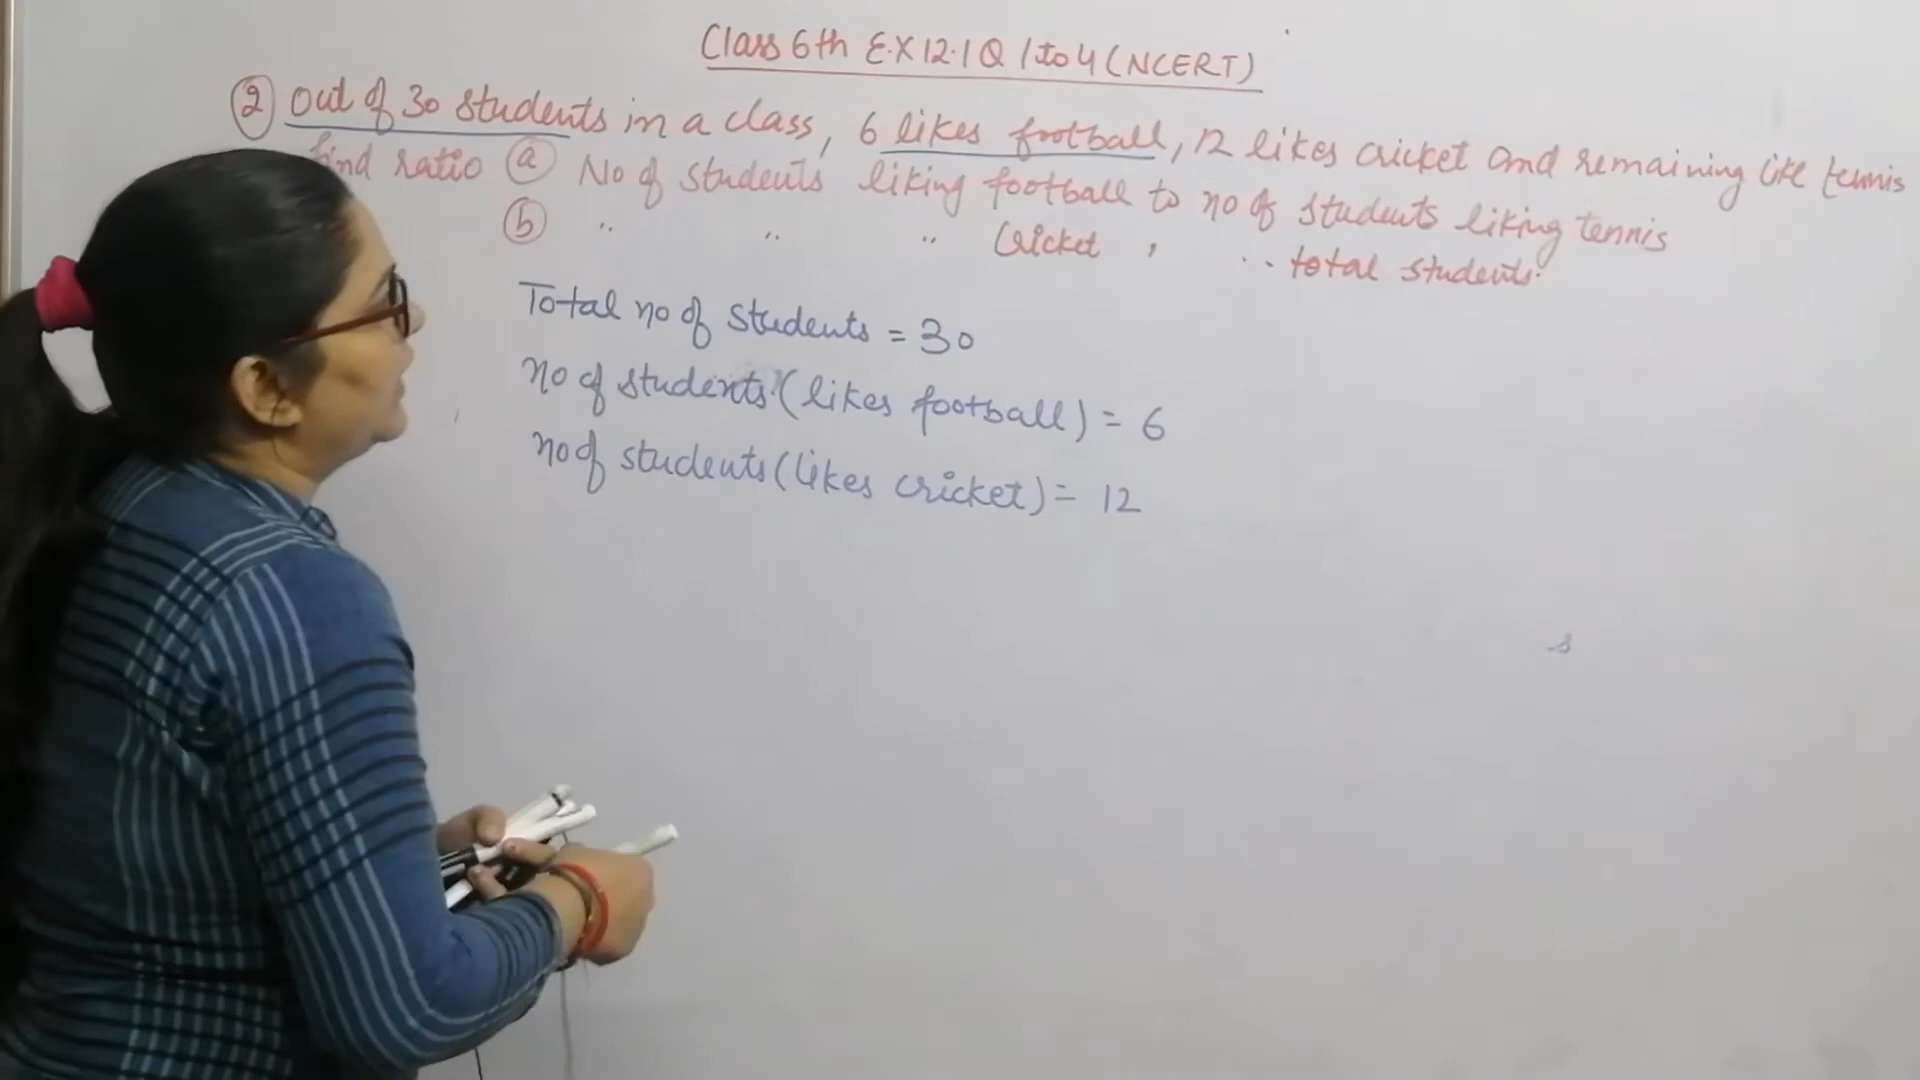 Class 6th E.X 12.1 Q 1 to 4 (NCERT)
② Out of 30 students in a class, 6 likes football, 12 likes cricket and remaining like tennis
find ratio ⓐ No of students liking football to no of students liking tennis
ⓑ " " " Cricket , .. total students.
Total no of students = 30
no of students (likes football) = 6
no of students (likes cricket) = 12
s